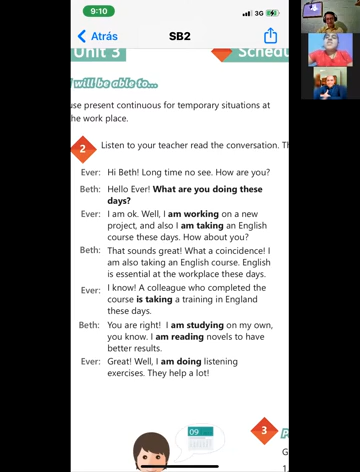 9:10
3G
Atrás
SB2
Unit 3
Schedu
I will be able to...
use present continuous for temporary situations at
he work place.
2
Listen to your teacher read the conversation. Th
Ever: Hi Beth! Long time no see. How are you?
Beth: Hello Ever! What are you doing these
days?
Ever: I am ok. Well, I am working on a new
project, and also I am taking an English
course these days. How about you?
Beth: That sounds great! What a coincidence! I
am also taking an English course. English
is essential at the workplace these days.
Ever: I know! A colleague who completed the
course is taking a training in England
these days.
Beth: You are right! I am studying on my own,
you know. I am reading novels to have
better results.
Ever: Great! Well, I am doing listening
exercises. They help a lot!
09
3
P
G
1.